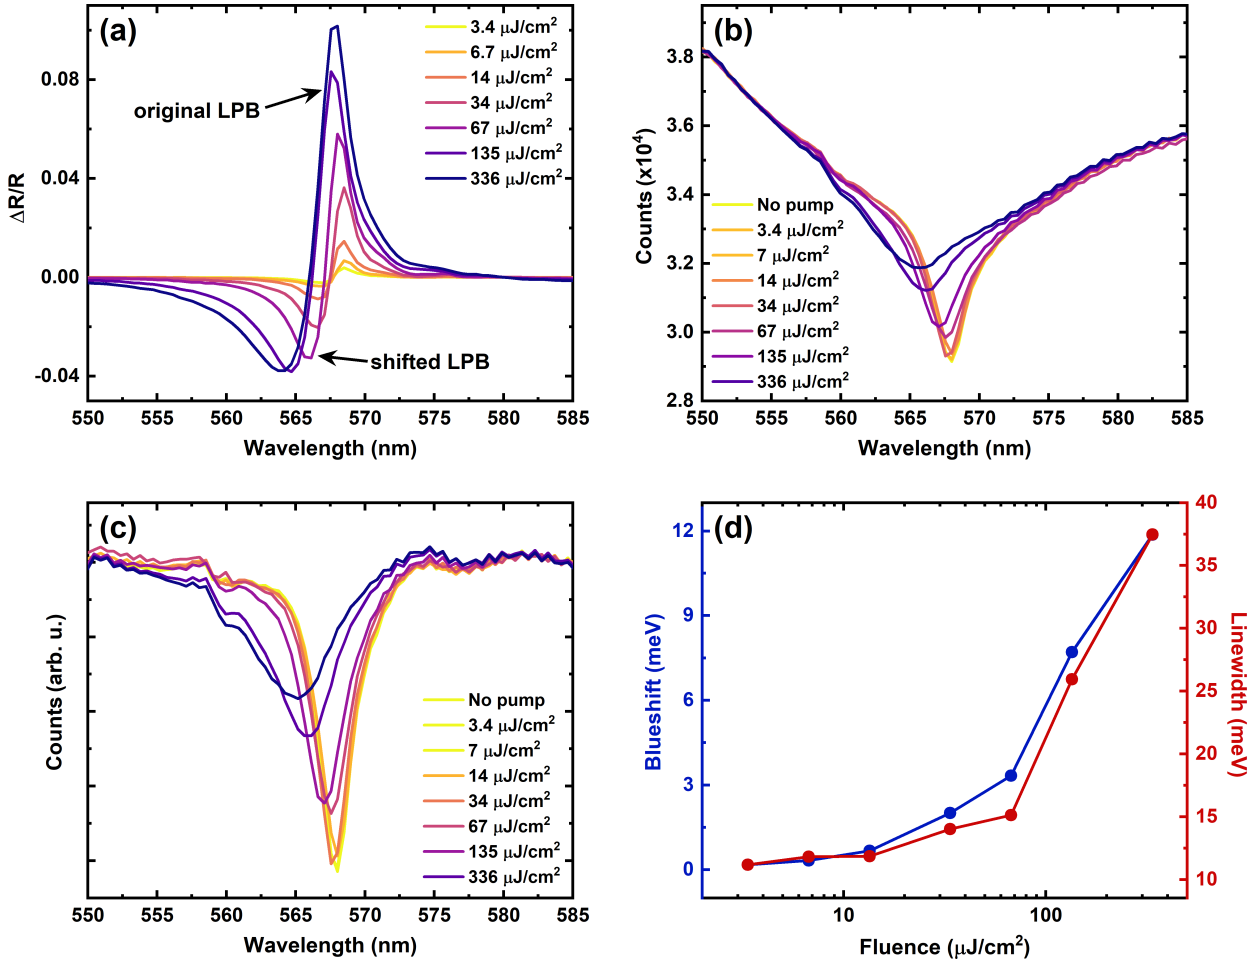 (a)
3.4 μJ/cm²
6.7 μJ/cm²
14 μJ/cm²
34 μJ/cm²
67 μJ/cm²
135 μJ/cm²
336 μJ/cm²
original LPB
shifted LPB
0.08
0.04
0.00
-0.04
ΔR/R
550 555 560 565 570 575 580 585
Wavelength (nm)
(b)
3.8
3.6
3.4
3.2
3.0
2.8
Counts (x10⁴)
No pump
3.4 μJ/cm²
7 μJ/cm²
14 μJ/cm²
34 μJ/cm²
67 μJ/cm²
135 μJ/cm²
336 μJ/cm²
550 555 560 565 570 575 580 585
Wavelength (nm)
(c)
Counts (arb. u.)
No pump
3.4 μJ/cm²
7 μJ/cm²
14 μJ/cm²
34 μJ/cm²
67 μJ/cm²
135 μJ/cm²
336 μJ/cm²
550 555 560 565 570 575 580 585
Wavelength (nm)
(d)
12
9
6
3
0
Blueshift (meV)
40
35
30
25
20
15
10
Linewidth (meV)
10 100
Fluence (μJ/cm²)